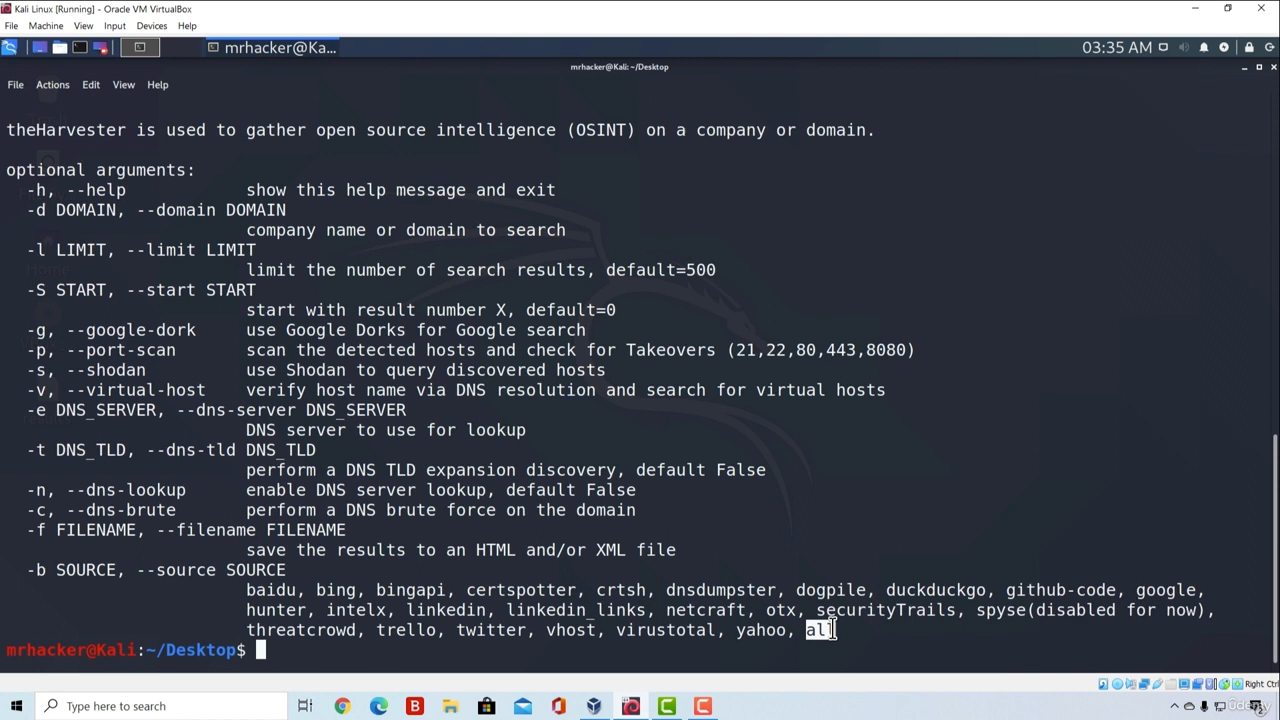 Kali Linux [Running] - Oracle VM VirtualBox
File Machine View Input Devices Help
mrhacker@Ka... 03:35 AM
mrhacker@Kali: ~/Desktop
File Actions Edit View Help
theHarvester is used to gather open source intelligence (OSINT) on a company or domain.
optional arguments:
-h, --help show this help message and exit
-d DOMAIN, --domain DOMAIN
company name or domain to search
-l LIMIT, --limit LIMIT
limit the number of search results, default=500
-S START, --start START
start with result number X, default=0
-g, --google-dork use Google Dorks for Google search
-p, --port-scan scan the detected hosts and check for Takeovers (21,22,80,443,8080)
-s, --shodan use Shodan to query discovered hosts
-v, --virtual-host verify host name via DNS resolution and search for virtual hosts
-e DNS_SERVER, --dns-server DNS_SERVER
DNS server to use for lookup
-t DNS_TLD, --dns-tld DNS_TLD
perform a DNS TLD expansion discovery, default False
-n, --dns-lookup enable DNS server lookup, default False
-c, --dns-brute perform a DNS brute force on the domain
-f FILENAME, --filename FILENAME
save the results to an HTML and/or XML file
-b SOURCE, --source SOURCE
baidu, bing, bingapi, certspotter, crtsh, dnsdumpster, dogpile, duckduckgo, github-code, google,
hunter, intelx, linkedin, linkedin_links, netcraft, otx, securityTrails, spyse(disabled for now),
threatcrowd, trello, twitter, vhost, virustotal, yahoo, all
mrhacker@Kali:~/Desktop$
Right Ctrl
Type here to search
Udemy